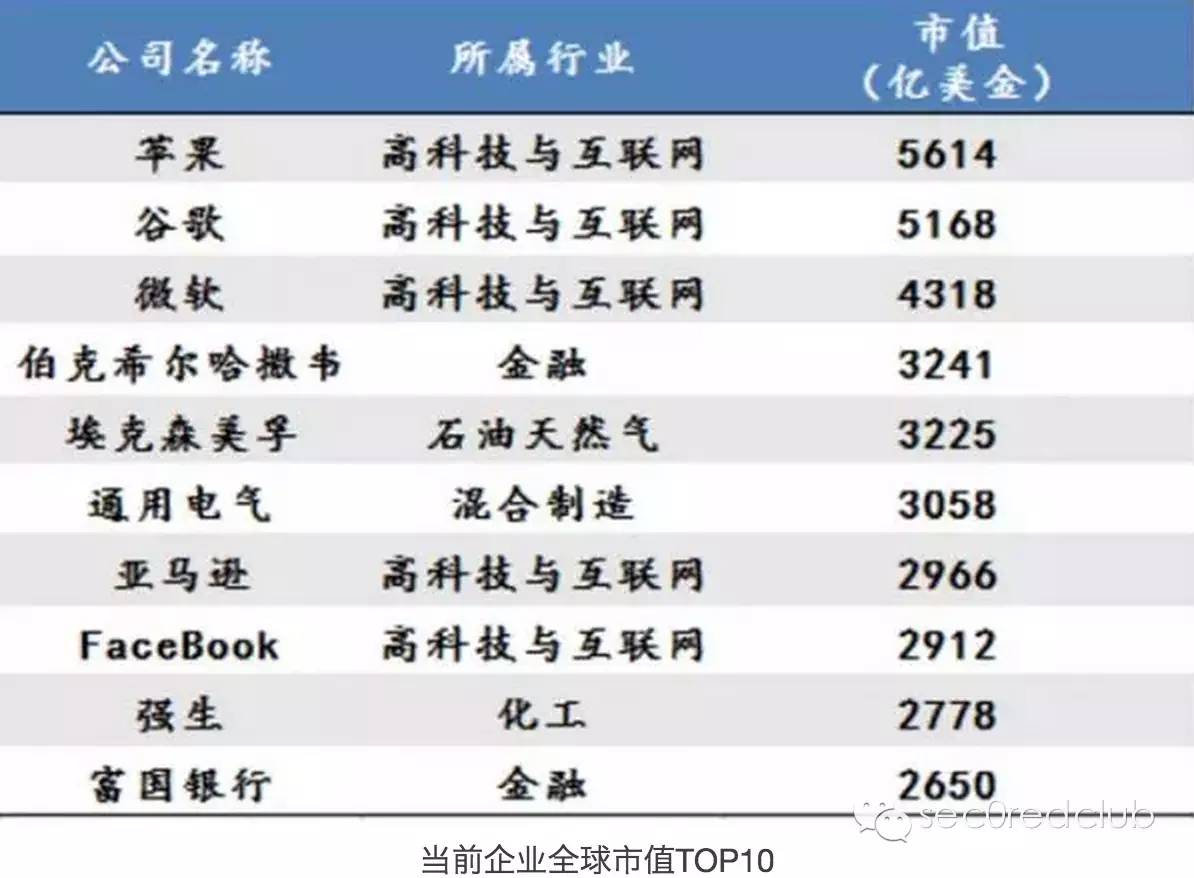 公司名称 所属行业 市值
(亿美金)
苹果 高科技与互联网 5614
谷歌 高科技与互联网 5168
微软 高科技与互联网 4318
伯克希尔哈撒韦 金融 3241
埃克森美孚 石油天然气 3225
通用电气 混合制造 3058
亚马逊 高科技与互联网 2966
FaceBook 高科技与互联网 2912
强生 化工 2778
富国银行 金融 2650
sec0redclub
当前企业全球市值TOP10